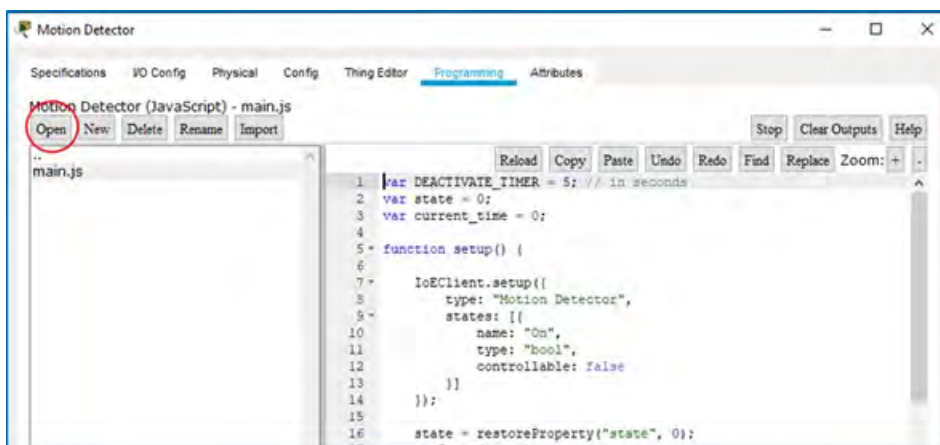 Motion Detector
Specifications I/O Config Physical Config Thing Editor Programming Attributes
Motion Detector (JavaScript) - main.js
Open New Delete Rename Import Stop Clear Outputs Help
Reload Copy Paste Undo Redo Find Replace Zoom: + -
..
main.js
1 var DEACTIVATE_TIMER = 5; // in seconds
2 var state = 0;
3 var current_time = 0;
4
5 function setup() {
6
7 IoEClient.setup({
8 type: "Motion Detector",
9 states: [{
10 name: "On",
11 type: "bool",
12 controllable: false
13 }]
14 });
15
16 state = restoreProperty("state", 0);